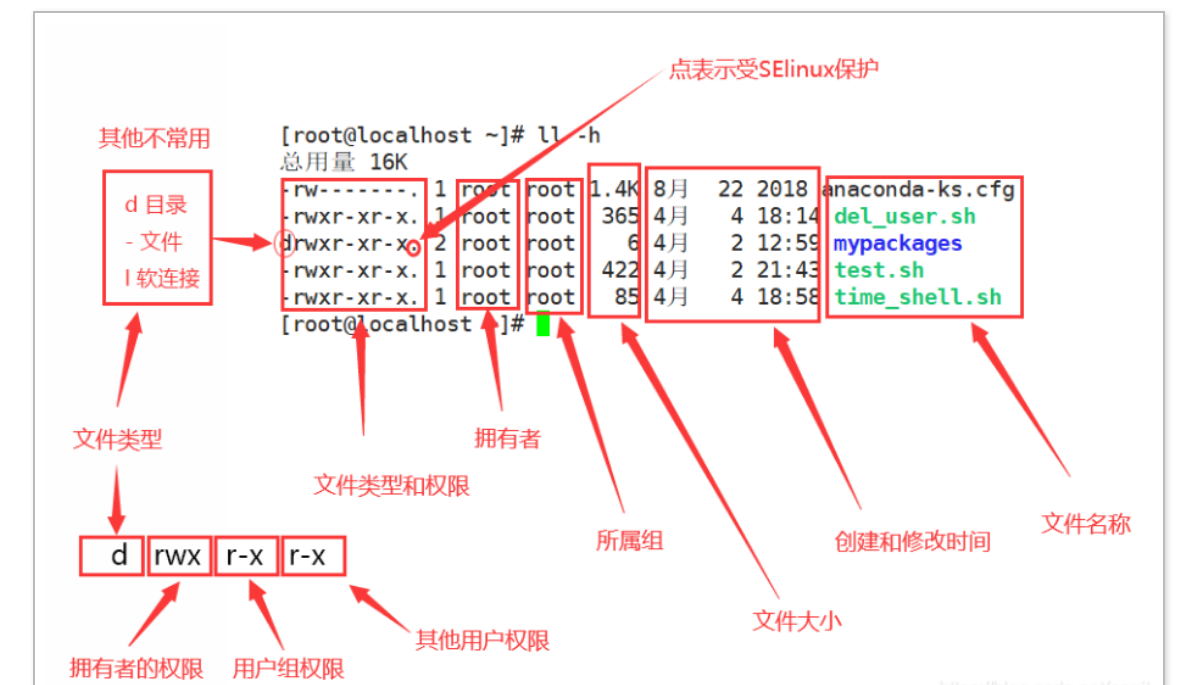 点表示受SElinux保护
其他不常用
[root@localhost ~]# ll -h
总用量 16K
-rw-------. 1 root root 1.4K 8月 22 2018 anaconda-ks.cfg
-rwxr-xr-x. 1 root root 365 4月 4 18:14 del_user.sh
drwxr-xr-x. 2 root root 6 4月 2 12:59 mypackages
-rwxr-xr-x. 1 root root 422 4月 2 21:43 test.sh
-rwxr-xr-x. 1 root root 85 4月 4 18:58 time_shell.sh
[root@localhost ~]#
d 目录
- 文件
l 软连接
文件类型
拥有者
文件类型和权限
所属组
创建和修改时间
文件名称
d rwx r-x r-x
文件大小
其他用户权限
拥有者的权限
用户组权限